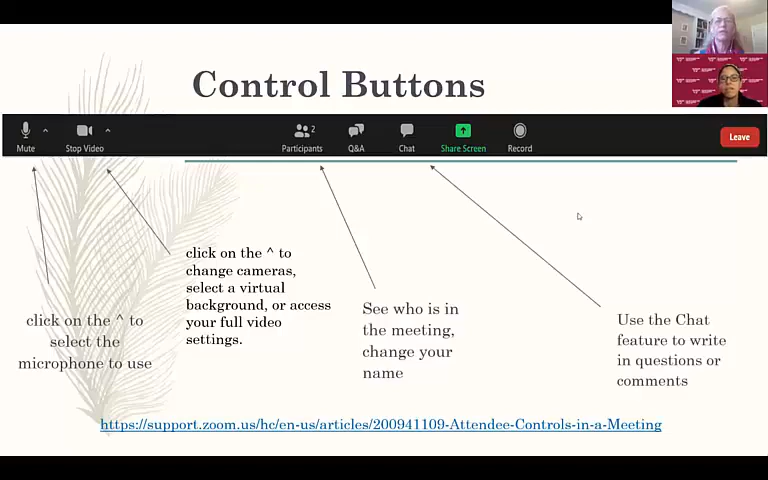 Control Buttons
Mute ^
Stop Video ^
Participants 2
Q&A
Chat
Share Screen
Record
Leave
click on the ^ to
select the
microphone to use
click on the ^ to
change cameras,
select a virtual
background, or access
your full video
settings.
See who is in
the meeting,
change your
name
Use the Chat
feature to write
in questions or
comments
https://support.zoom.us/hc/en-us/articles/200941109-Attendee-Controls-in-a-Meeting